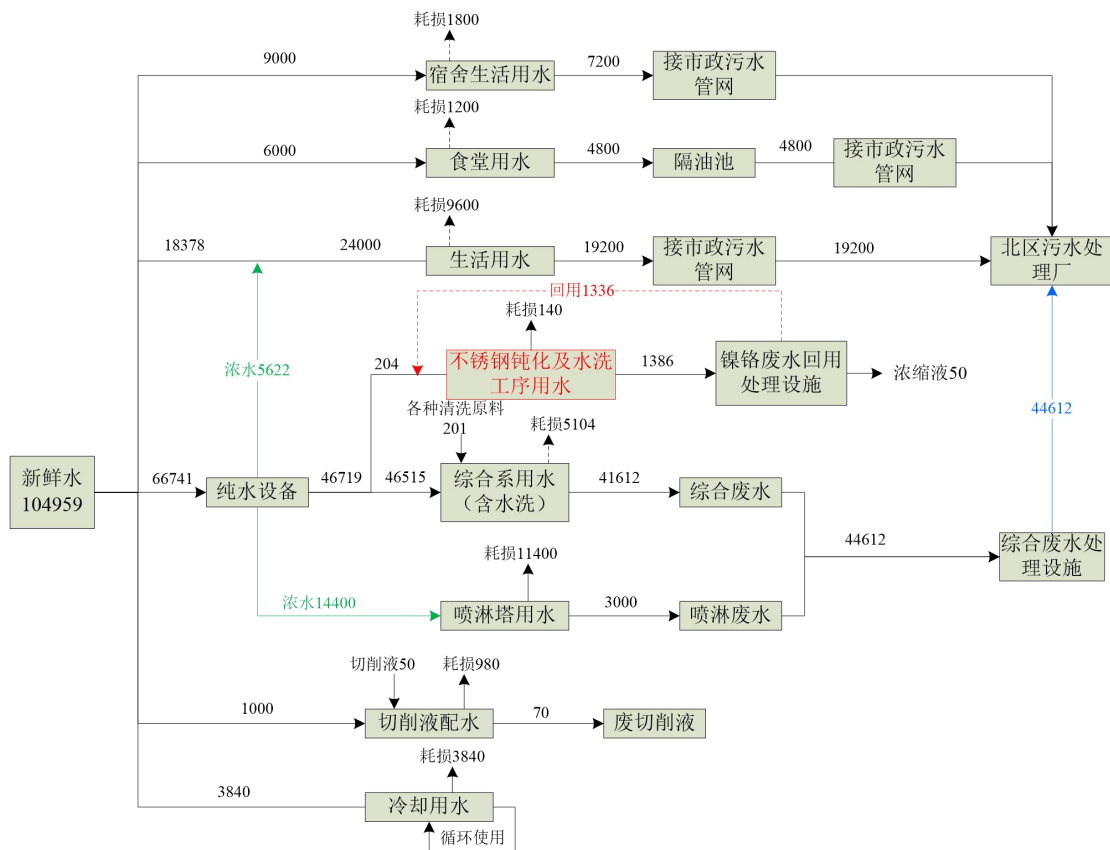 耗损1800
9000
宿舍生活用水
7200
接市政污水
管网
耗损1200
6000
食堂用水
4800
隔油池
4800
接市政污水
管网
耗损9600
18378
24000
生活用水
19200
接市政污水
管网
19200
北区污水处
理厂
回用1336
耗损140
浓水5622
204
不锈钢钝化及水洗
工序用水
1386
镍铬废水回用
处理设施
浓缩液50
44612
各种清洗原料
201
耗损5104
新鲜水
104959
66741
纯水设备
46719
46515
综合系用水
（含水洗）
41612
综合废水
44612
综合废水处
理设施
耗损11400
浓水14400
喷淋塔用水
3000
喷淋废水
切削液50
耗损980
1000
切削液配水
70
废切削液
耗损3840
3840
冷却用水
循环使用